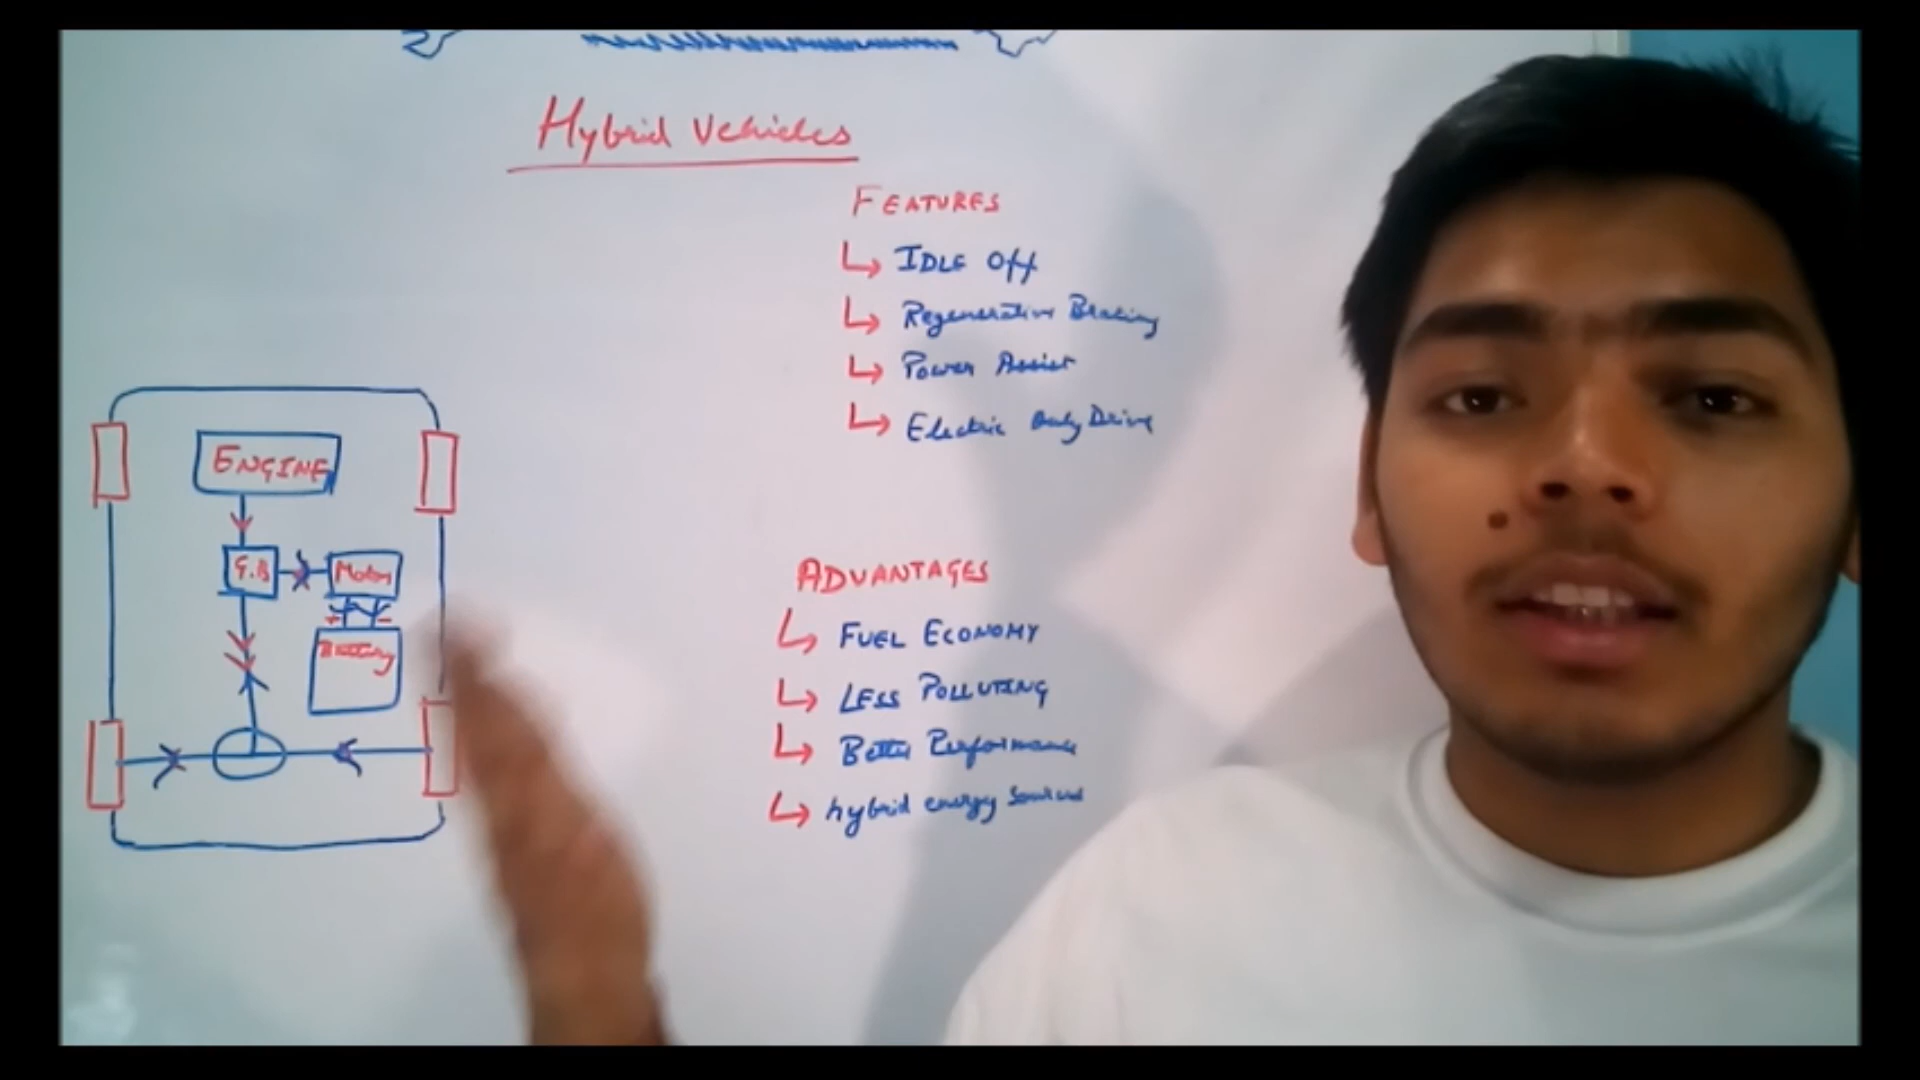 Hybrid Vehicles
FEATURES
IDLE Off
Regenerative Braking
Power Assist
Electric Only Drive
ENGINE
G.B
Motor
Battery
ADVANTAGES
FUEL ECONOMY
LESS POLLUTING
Better Performance
hybrid energy sources